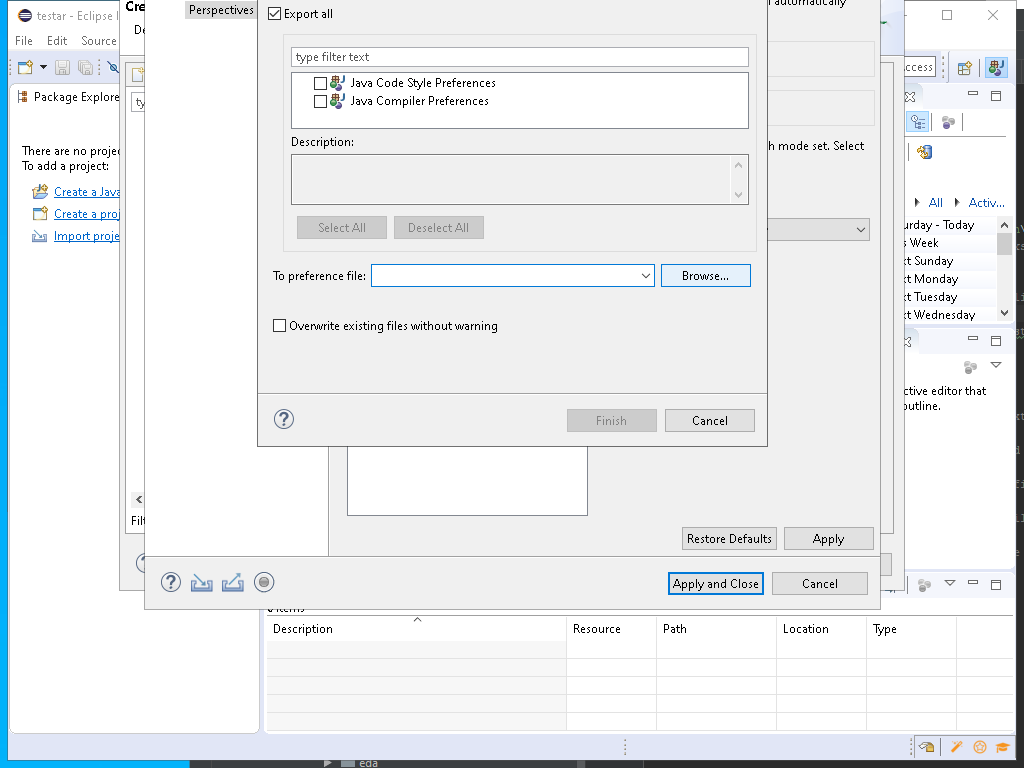 testar - Eclipse I
File Edit Source
Package Explore
There are no projec
To add a project:
Create a Java
Create a proj
Import proje
Cre
De
ty
Filt
Perspectives
Export all
type filter text
Java Code Style Preferences
Java Compiler Preferences
Description:
Select All
Deselect All
To preference file:
Browse...
Overwrite existing files without warning
Finish
Cancel
automatically
h mode set. Select
Restore Defaults
Apply
Apply and Close
Cancel
ccess
All
Activ...
urday - Today
s Week
xt Sunday
xt Monday
xt Tuesday
xt Wednesday
ctive editor that
outline.
0 items
Description
Resource
Path
Location
Type
eda